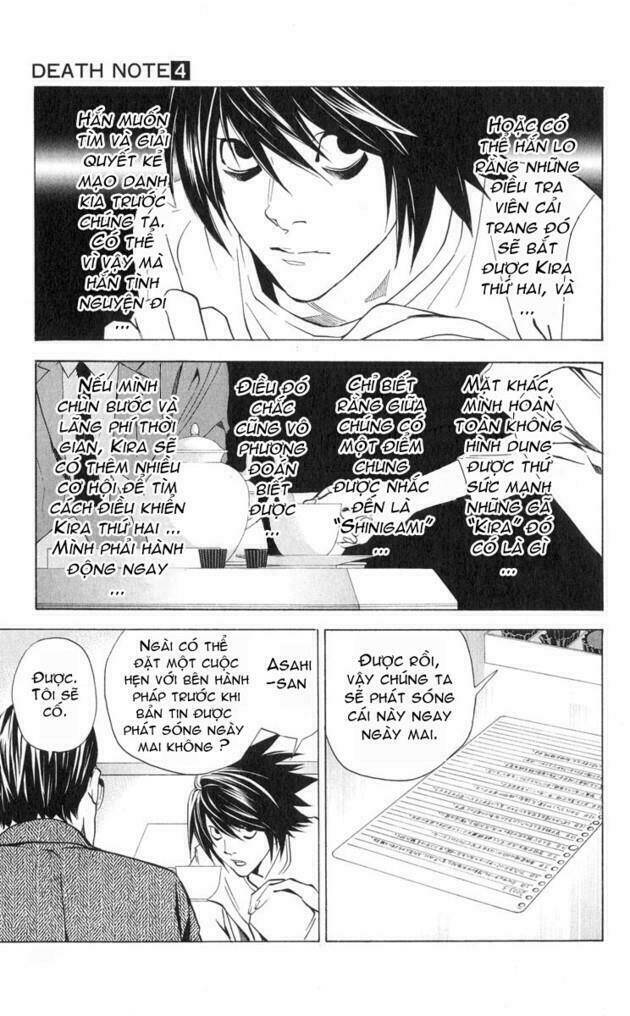 DEATH NOTE 4
HOẶC CÓ
THỂ HẮN LO
RẰNG NHỮNG
ĐIỀU TRA
VIÊN CẢI
TRANG ĐÓ
SẼ BẮT
ĐƯỢC KIRA
THỨ HAI, VÀ
...
HẮN MUỐN
TÌM VÀ GIẢI
QUYẾT KẺ
MẠO DANH
KIA TRƯỚC
CHÚNG TA.
CÓ THỂ
VÌ VẬY MÀ
HẮN TÌNH
NGUYỆN ĐI
...
MẶT KHÁC,
MÌNH HOÀN
TOÀN KHÔNG
HÌNH DUNG
ĐƯỢC THỨ
SỨC MẠNH
NHỮNG GÃ
"KIRA" ĐÓ
CÓ LÀ GÌ
...
CHỈ BIẾT
RẰNG GIỮA
CHÚNG CÓ
MỘT ĐIỂM
CHUNG
ĐƯỢC NHẮC
ĐẾN LÀ
"SHINIGAMI"
...
ĐIỀU ĐÓ
CHẮC
CŨNG VÔ
PHƯƠNG
ĐOÁN
BIẾT
ĐƯỢC
...
NẾU MÌNH
CHÙN BƯỚC VÀ
LÃNG PHÍ THỜI
GIAN, KIRA SẼ
CÓ THÊM NHIỀU
CƠ HỘI ĐỂ TÌM
CÁCH ĐIỀU KHIỂN
KIRA THỨ HAI ...
MÌNH PHẢI HÀNH
ĐỘNG NGAY
...
ĐƯỢC RỒI,
VẬY CHÚNG TA
SẼ PHÁT SÓNG
CÁI NÀY NGAY
NGÀY MAI.
ASAHI
-SAN
NGÀI CÓ THỂ
ĐẶT MỘT CUỘC
HẸN VỚI BÊN HÀNH
PHÁP TRƯỚC KHI
BẢN TIN ĐƯỢC
PHÁT SÓNG NGÀY
MAI KHÔNG ?
ĐƯỢC.
TÔI SẼ
CỐ.